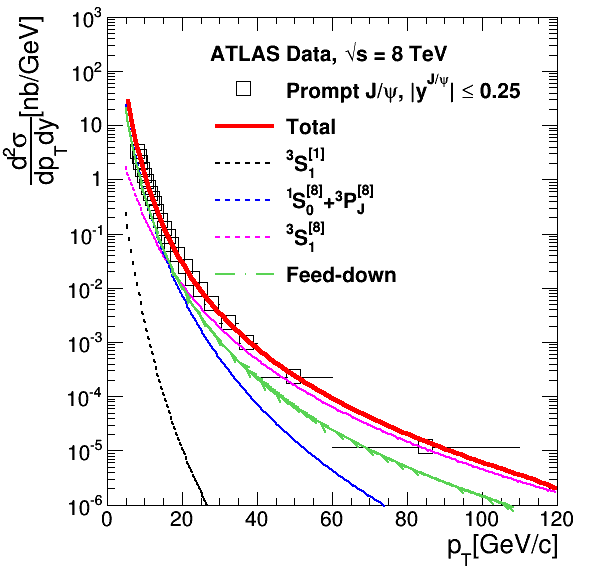 d²σ/dp_Tdy [nb/GeV]
10³
10²
10
1
10⁻¹
10⁻²
10⁻³
10⁻⁴
10⁻⁵
10⁻⁶
ATLAS Data, √s = 8 TeV
Prompt J/ψ, |y^{J/ψ}| ≤ 0.25
Total
³S₁^[1]
¹S₀^[8]+³P_J^[8]
³S₁^[8]
Feed-down
0 20 40 60 80 100 120
p_T[GeV/c]